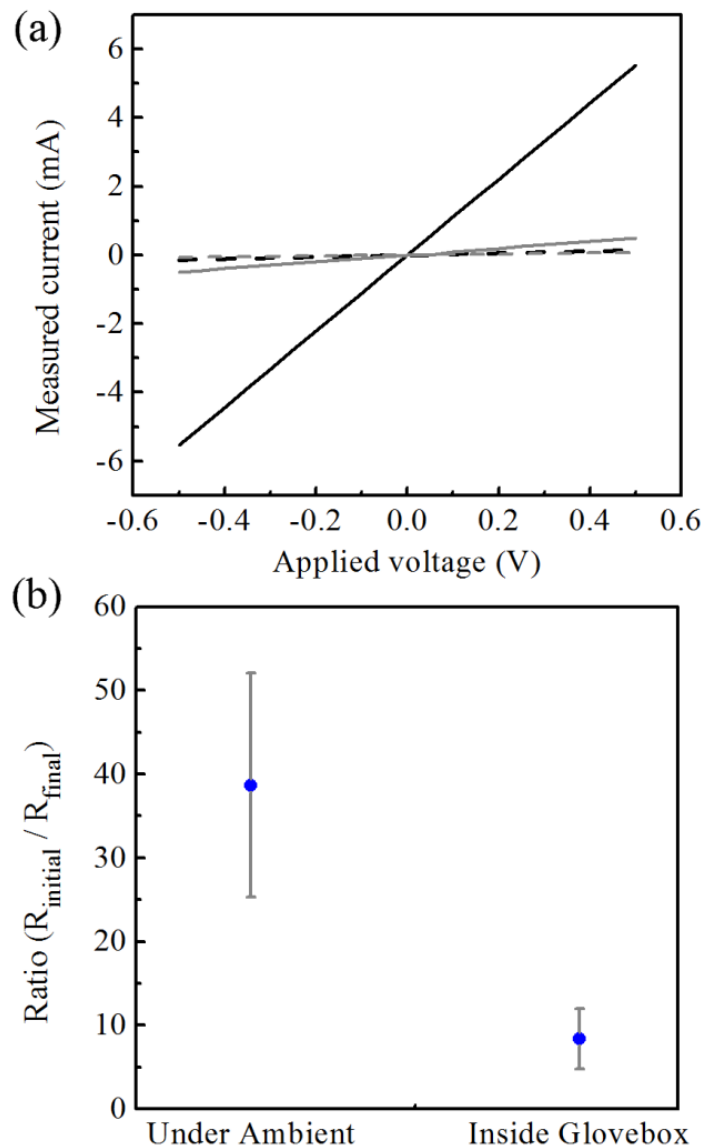 (a)
6
4
2
0
-2
-4
-6
Measured current (mA)
-0.6 -0.4 -0.2 0.0 0.2 0.4 0.6
Applied voltage (V)
(b)
60
50
40
30
20
10
0
Ratio (R_initial / R_final)
Under Ambient Inside Glovebox